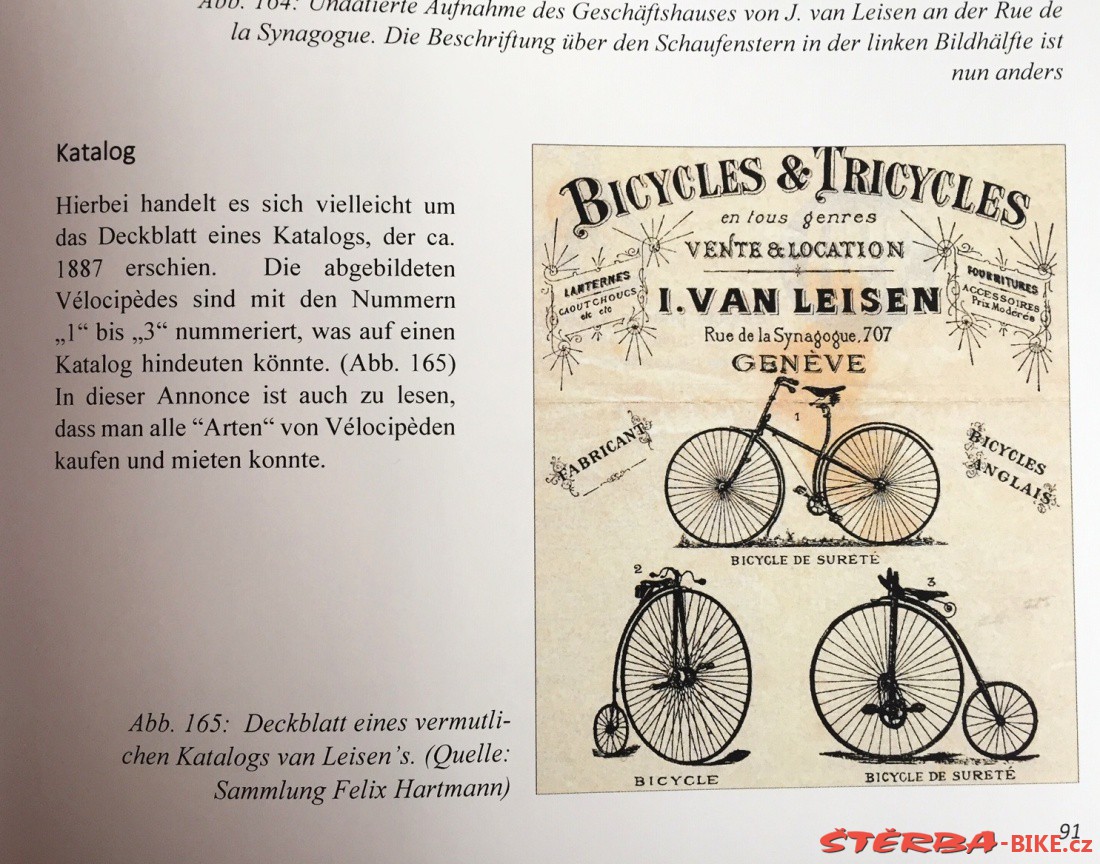 Abb. 164: Undatierte Aufnahme des Geschäftshauses von J. van Leisen an der Rue de
la Synagogue. Die Beschriftung über den Schaufenstern in der linken Bildhälfte ist
nun anders
Katalog
Hierbei handelt es sich vielleicht um
das Deckblatt eines Katalogs, der ca.
1887 erschien. Die abgebildeten
Vélocipèdes sind mit den Nummern
„1“ bis „3“ nummeriert, was auf einen
Katalog hindeuten könnte. (Abb. 165)
In dieser Annonce ist auch zu lesen,
dass man alle “Arten“ von Vélocipèden
kaufen und mieten konnte.
Abb. 165: Deckblatt eines vermutli-
chen Katalogs van Leisen's. (Quelle:
Sammlung Felix Hartmann)
BICYCLES & TRICYCLES
en tous genres
VENTE & LOCATION
LANTERNES
CAOUTCHOUCS
etc etc
FOURNITURES
ACCESSOIRES
Prix Modérés
I. VAN LEISEN
Rue de la Synagogue, 707
GENÈVE
1
FABRICANT
BICYCLES
ANGLAIS
BICYCLE DE SURETÉ
2
3
BICYCLE
BICYCLE DE SURETÉ
91
ŠTĚRBA-BIKE.cz